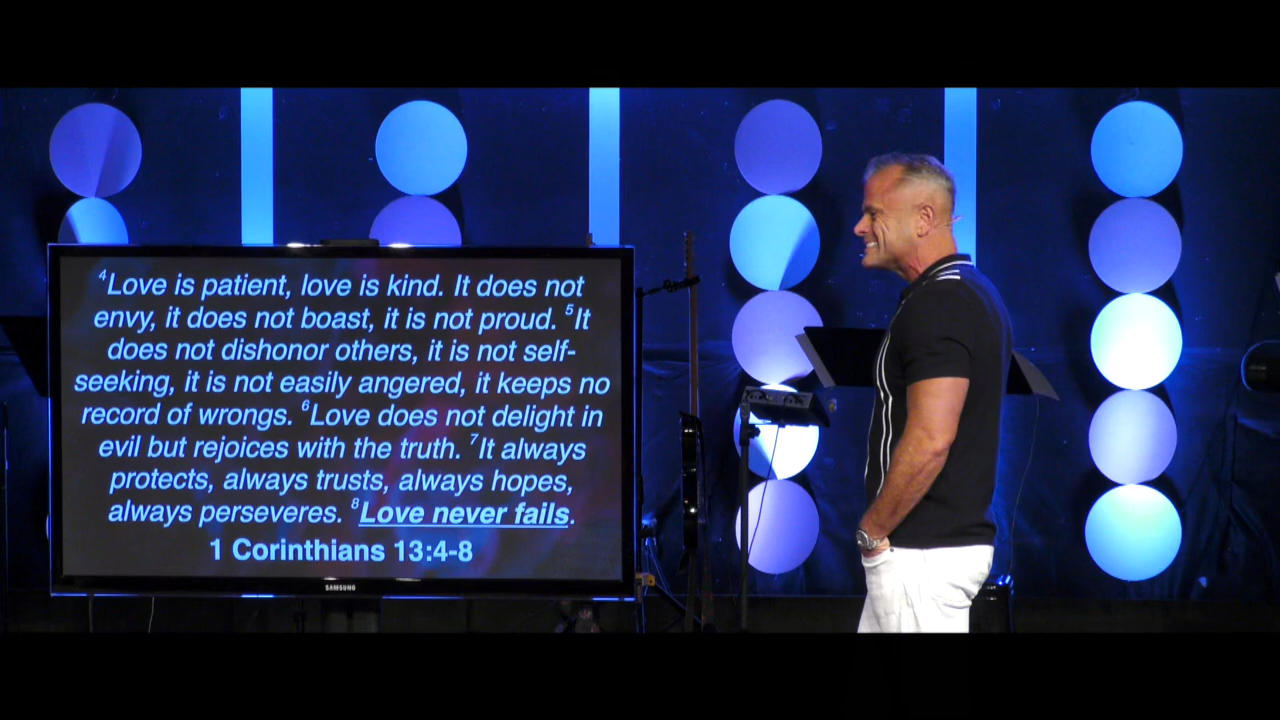 ⁴Love is patient, love is kind. It does not
envy, it does not boast, it is not proud. ⁵It
does not dishonor others, it is not self-
seeking, it is not easily angered, it keeps no
record of wrongs. ⁶Love does not delight in
evil but rejoices with the truth. ⁷It always
protects, always trusts, always hopes,
always perseveres. ⁸Love never fails.
1 Corinthians 13:4-8
SAMSUNG